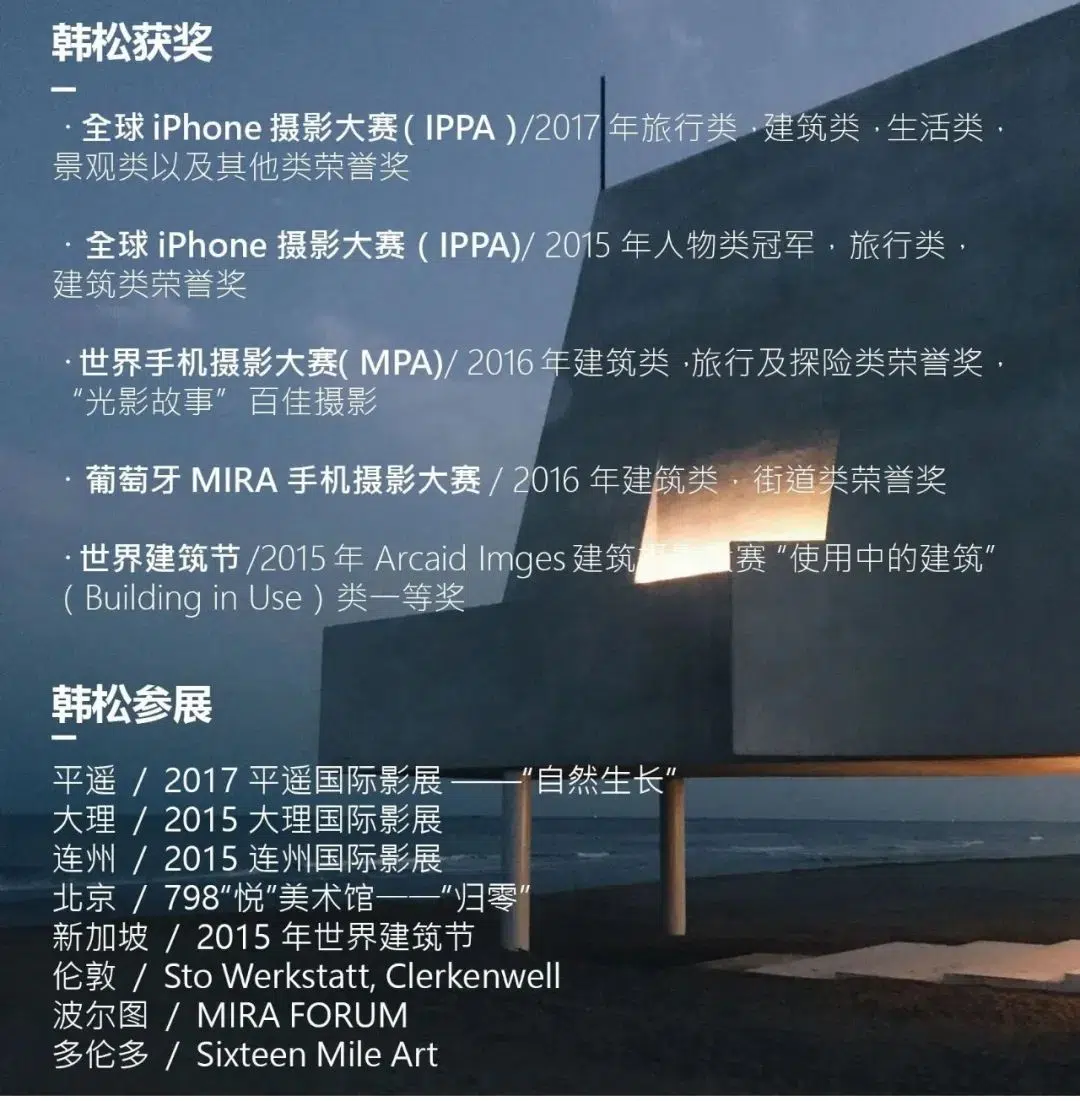 韩松获奖
· 全球 iPhone 摄影大赛（ IPPA ）/2017 年旅行类，建筑类，生活类，
景观类以及其他类荣誉奖
· 全球 iPhone 摄影大赛（ IPPA)/ 2015 年人物类冠军，旅行类，
建筑类荣誉奖
· 世界手机摄影大赛( MPA)/ 2016 年建筑类，旅行及探险类荣誉奖，
“光影故事” 百佳摄影
· 葡萄牙 MIRA 手机摄影大赛 / 2016 年建筑类，街道类荣誉奖
· 世界建筑节 /2015 年 Arcaid Imges 建筑赛 “使用中的建筑”
（ Building in Use ）类一等奖
韩松参展
平遥 / 2017 平遥国际影展 ——“自然生长”
大理 / 2015 大理国际影展
连州 / 2015 连州国际影展
北京 / 798“悦”美术馆——“归零”
新加坡 / 2015 年世界建筑节
伦敦 / Sto Werkstatt, Clerkenwell
波尔图 / MIRA FORUM
多伦多 / Sixteen Mile Art